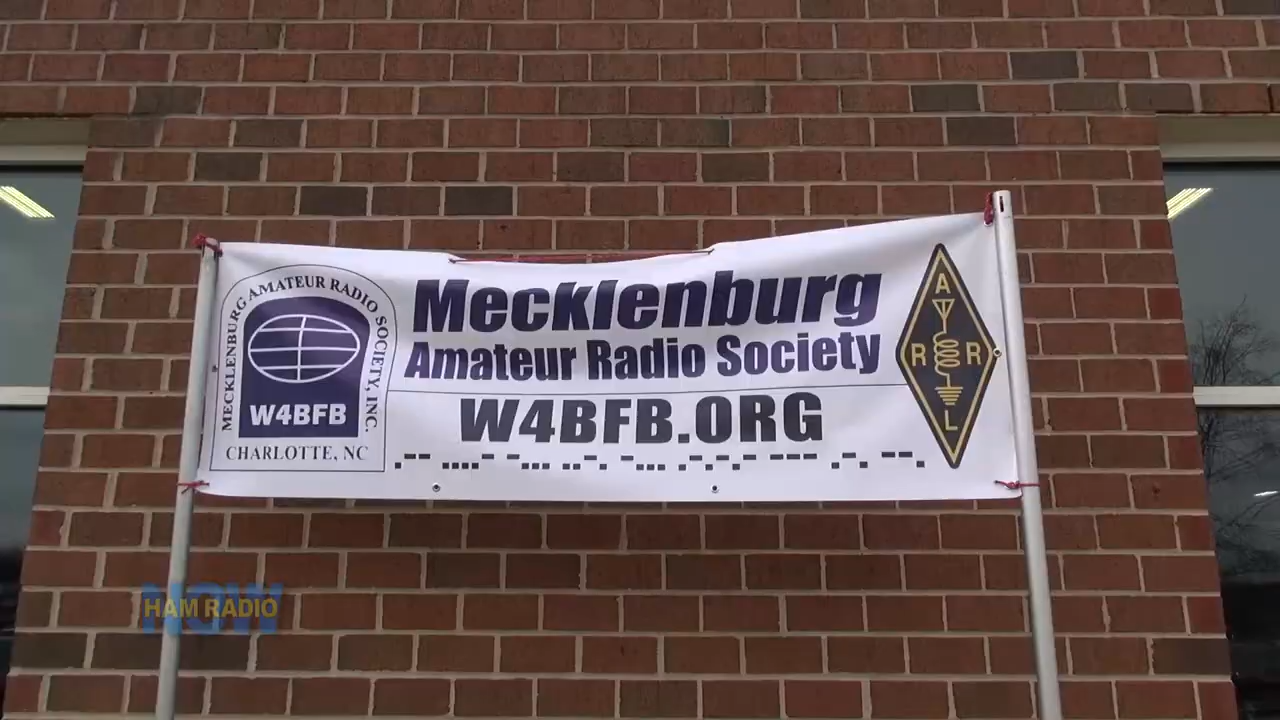 MECKLENBURG AMATEUR RADIO SOCIETY, INC.
W4BFB
CHARLOTTE, NC
Mecklenburg
Amateur Radio Society
W4BFB.ORG
.-- ....- -... ..-. -... .-.-.- --- .-. --.
A
R R
L
NOW
HAM RADIO